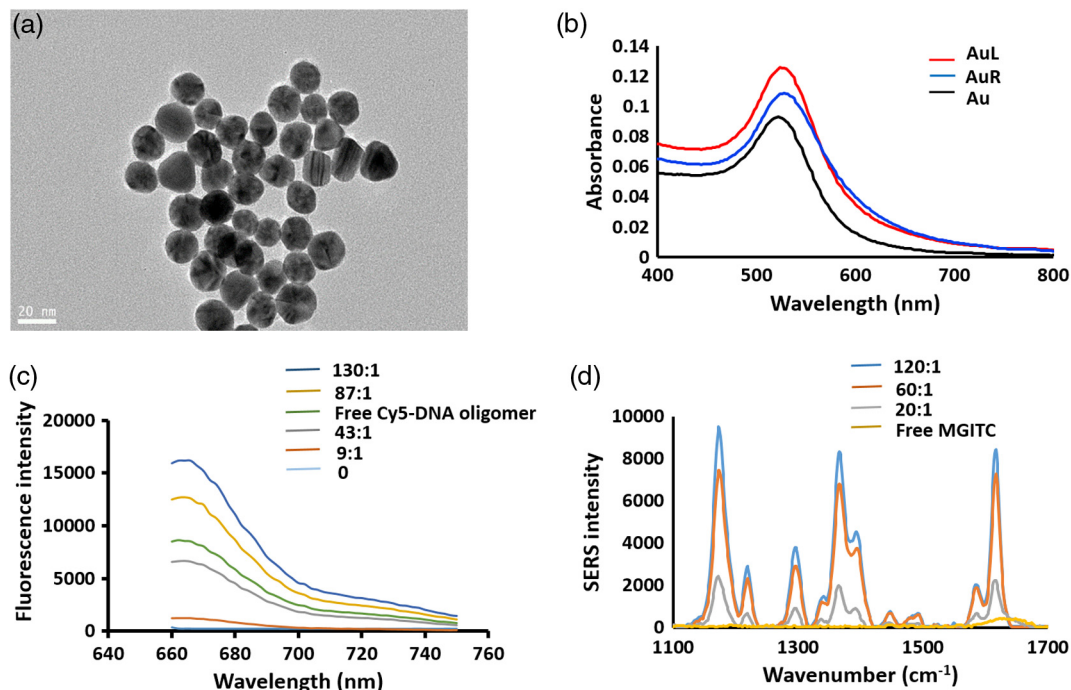 (a)
20 nm
(b)
0.14
0.12
0.1
0.08
0.06
0.04
0.02
0
Absorbance
AuL
AuR
Au
400
500
600
700
800
Wavelength (nm)
(c)
130:1
87:1
Free Cy5-DNA oligomer
43:1
9:1
0
20000
15000
10000
5000
0
Fluorescence intensity
640
660
680
700
720
740
760
Wavelength (nm)
(d)
120:1
60:1
20:1
Free MGITC
10000
8000
6000
4000
2000
0
SERS intensity
1100
1300
1500
1700
Wavenumber (cm⁻¹)